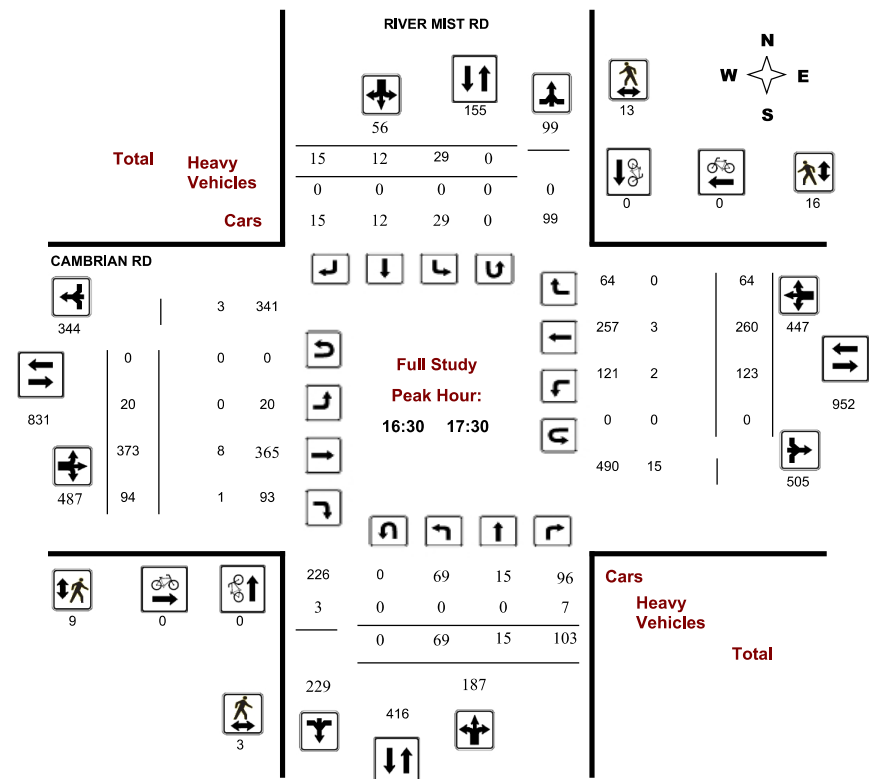 RIVER MIST RD
N
W E
S
155
13
56 99
Total Heavy Vehicles
15 12 29 0
0 0 0 0 0
Cars 15 12 29 0 99
0 0 16
CAMBRIAN RD
344 3 341
64 0 64
447
257 3 260
0 0 0
831
20 0 20
Full Study
Peak Hour:
16:30 17:30
121 2 123
952
373 8 365
0 0 0
487
94 1 93
490 15
505
226 0 69 15 96 Cars
3 0 0 0 7 Heavy Vehicles
0 69 15 103 Total
9 0 0
229 187
416
3